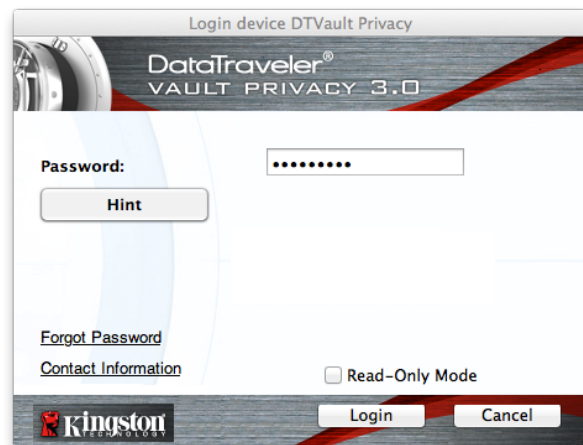 Login device DTVault Privacy
DataTraveler®
VAULT PRIVACY 3.0
Password: •••••••••
Hint
Forgot Password
Contact Information
Read-Only Mode
Kingston
TECHNOLOGY
Login Cancel